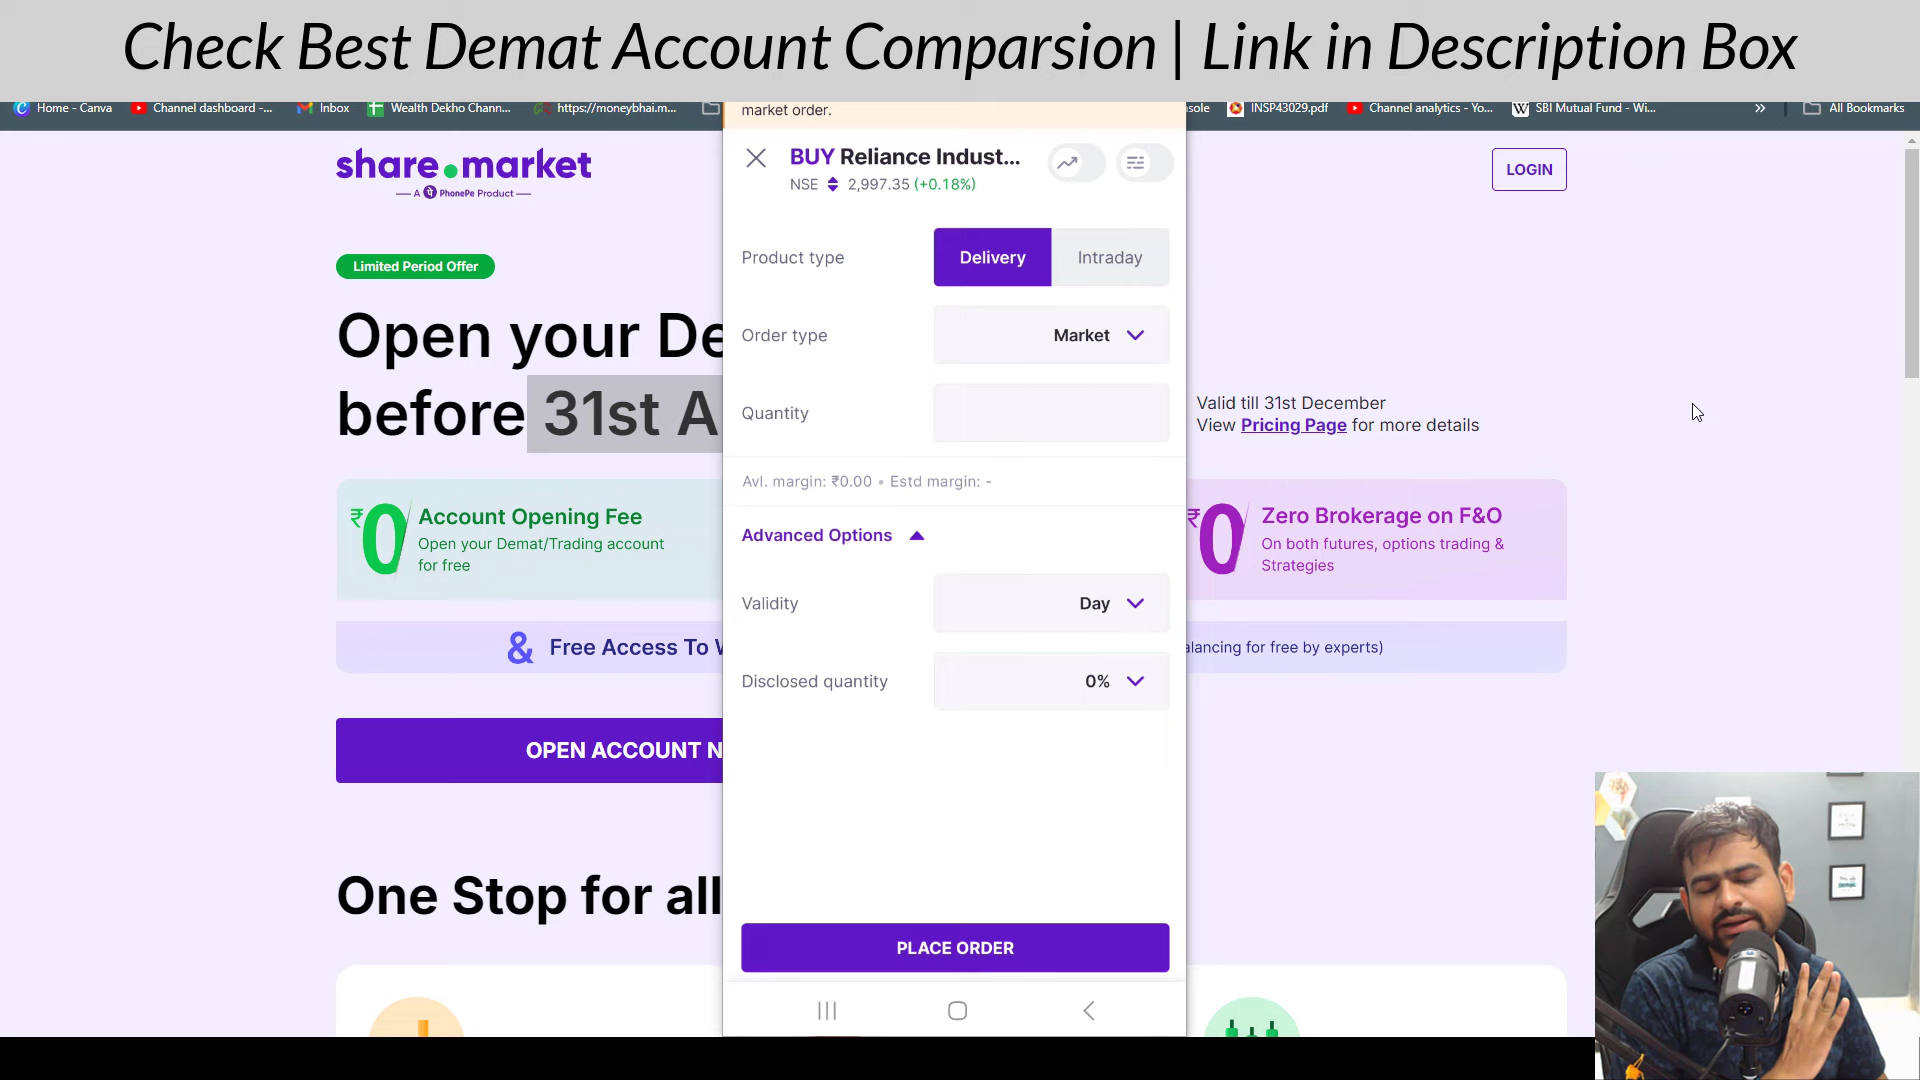 Check Best Demat Account Comparsion | Link in Description Box
Home - Canva
Channel dashboard -...
Inbox
Wealth Dekho Chann...
https://moneybhai.m...
nsole
INSP43029.pdf
Channel analytics - Yo...
SBI Mutual Fund - Wi...
»
All Bookmarks
market order.
share.market
A PhonePe Product
LOGIN
BUY Reliance Indust...
NSE 2,997.35 (+0.18%)
Limited Period Offer
Product type
Delivery
Intraday
Open your De
before 31st A
Order type
Market
Quantity
Valid till 31st December
View Pricing Page for more details
Avl. margin: ₹0.00 • Estd margin: -
₹0
Account Opening Fee
Open your Demat/Trading account
for free
Advanced Options
Validity
Day
Disclosed quantity
0%
₹0
Zero Brokerage on F&O
On both futures, options trading &
Strategies
& Free Access To W
alancing for free by experts)
OPEN ACCOUNT N
One Stop for all
PLACE ORDER